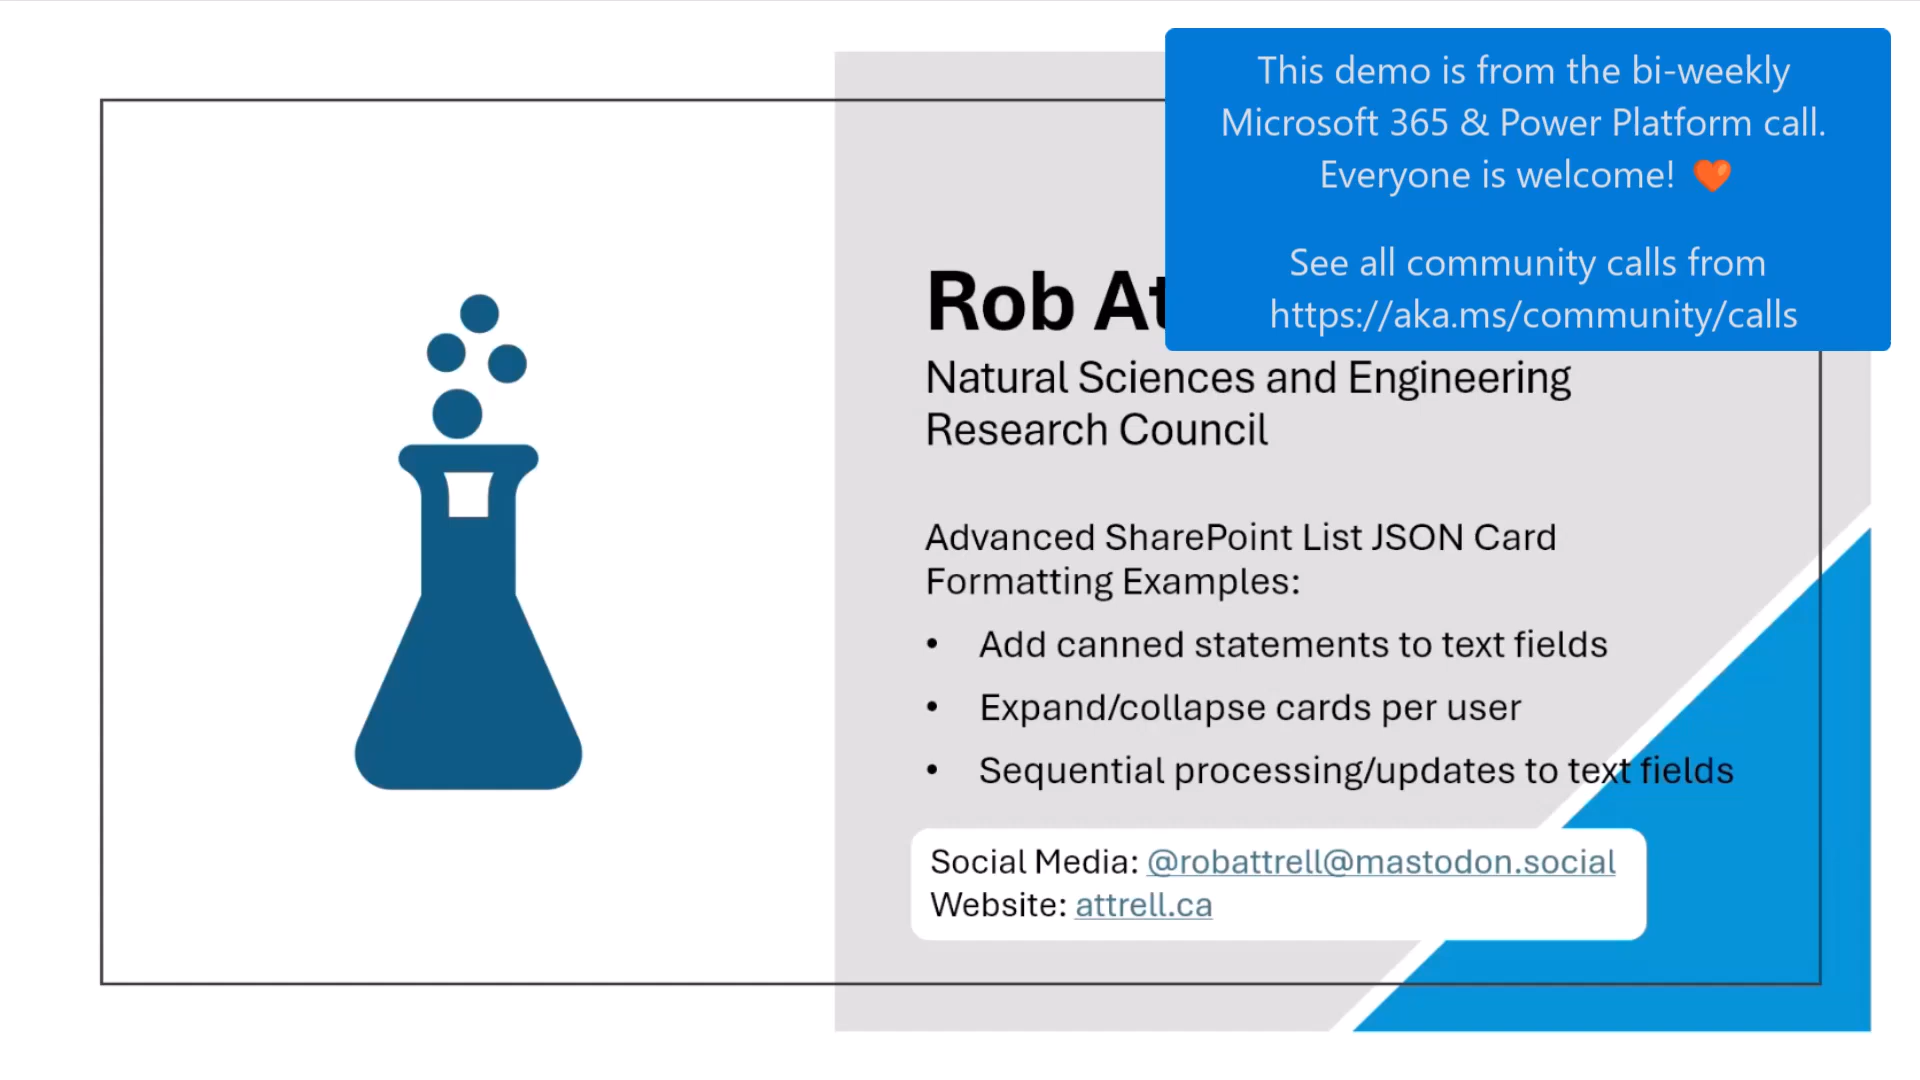 This demo is from the bi-weekly
Microsoft 365 & Power Platform call.
Everyone is welcome! 🧡
See all community calls from
https://aka.ms/community/calls
Rob
Natural Sciences and Engineering
Research Council
Advanced SharePoint List JSON Card
Formatting Examples:
• Add canned statements to text fields
• Expand/collapse cards per user
• Sequential processing/updates to text fields
Social Media: @robattrell@mastodon.social
Website: attrell.ca